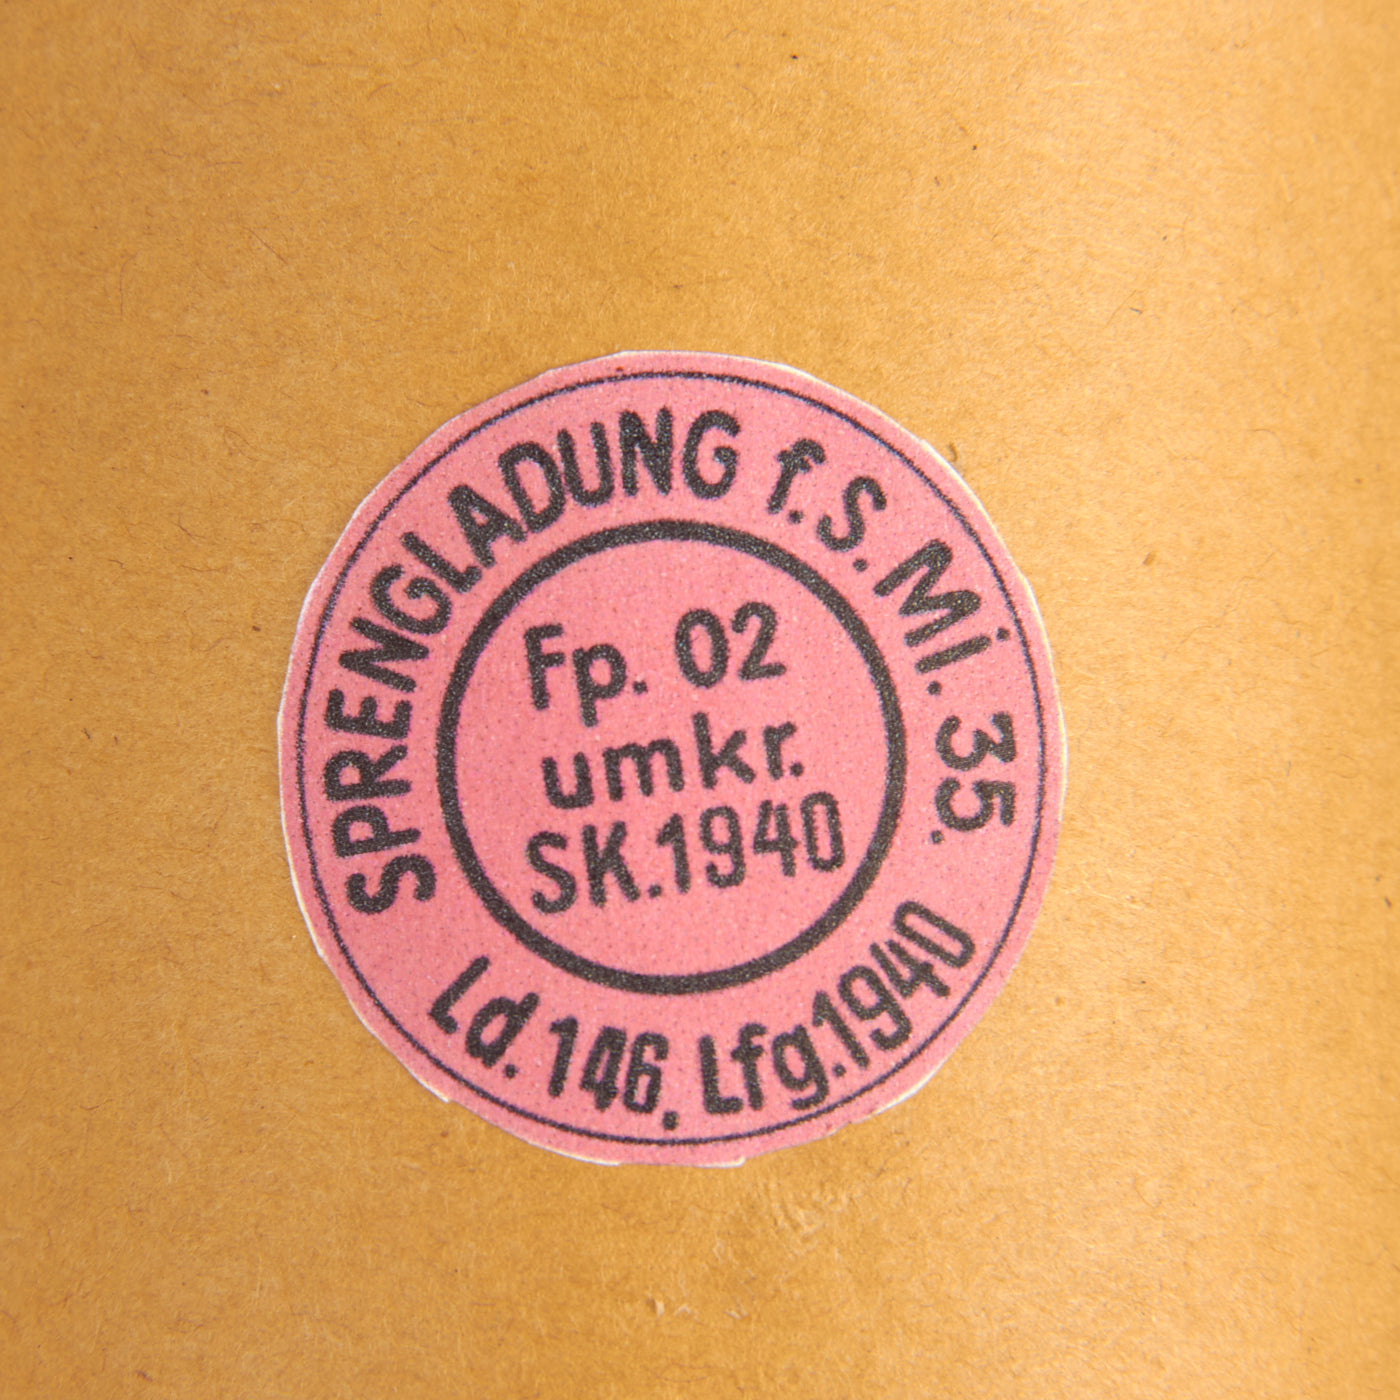 SPRENGLADUNG f.S.Mi.35.
Fp. 02
umkr.
SK.1940
Ld.146, Lfg.1940